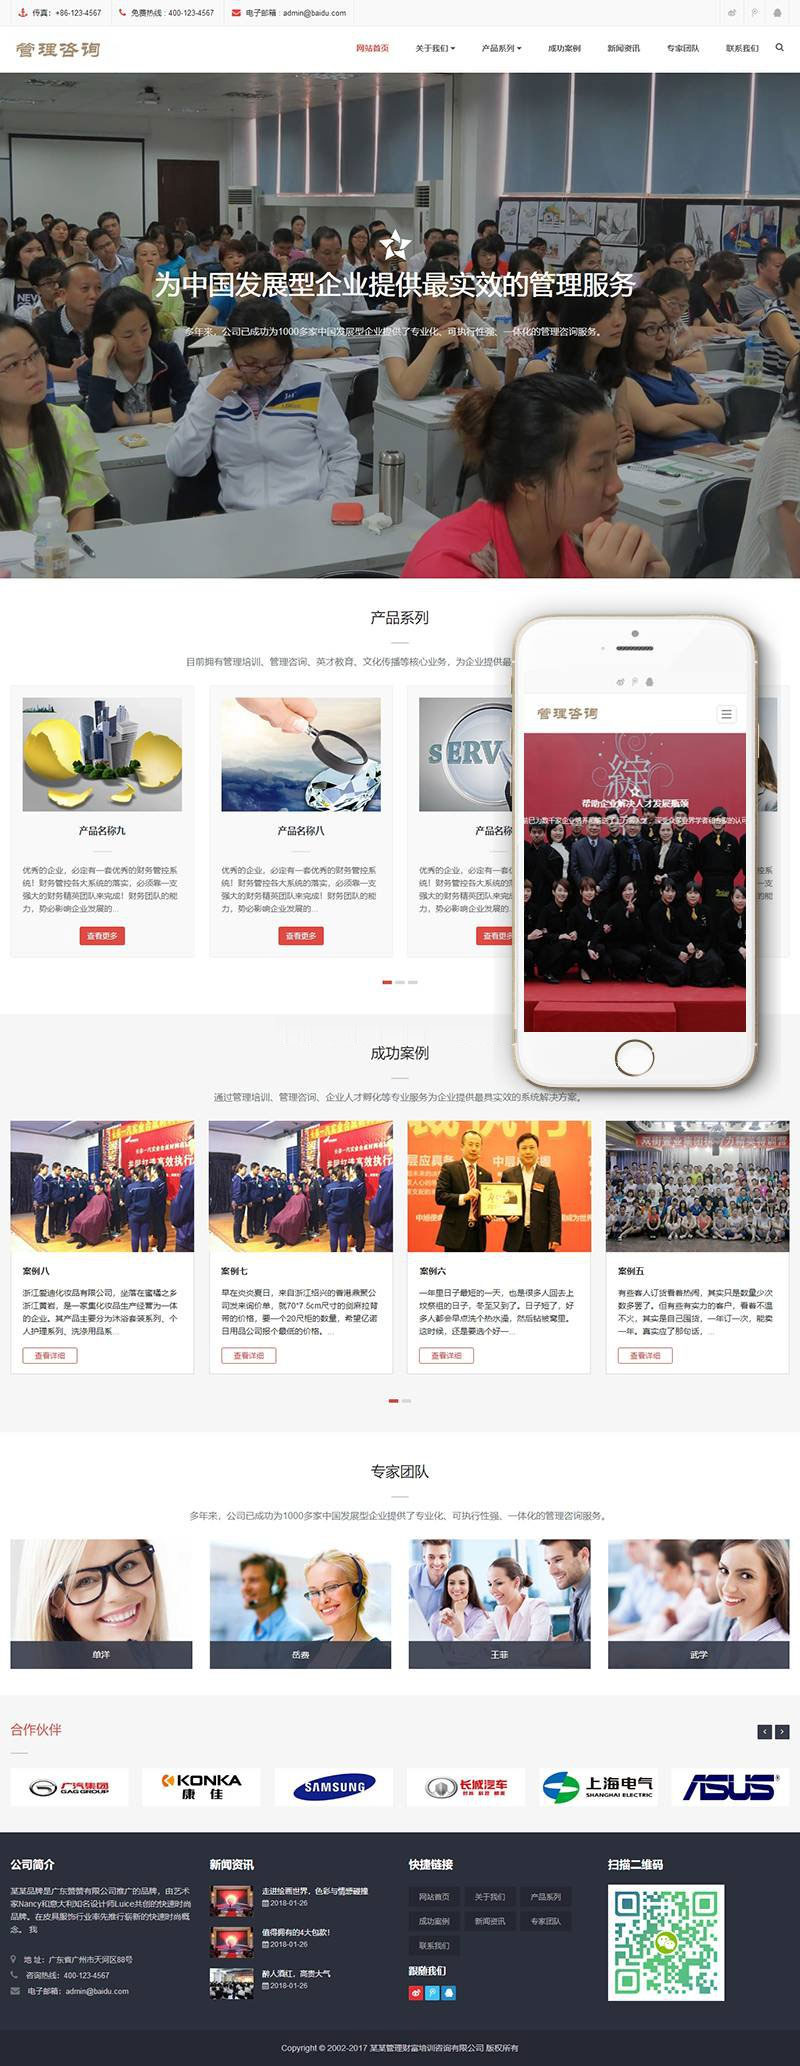 传真：+86-123-4567
免费热线 : 400-123-4567
电子邮箱 : admin@baidu.com
管理咨询
网站首页
关于我们
产品系列
成功案例
新闻资讯
专家团队
联系我们
为中国发展型企业提供最实效的管理服务
多年来，公司已成功为1000多家中国发展型企业提供了专业化、可执行性强、一体化的管理咨询服务。
产品系列
目前拥有管理培训、管理咨询、英才教育、文化传播等核心业务，为企业提供最
产品名称九
优秀的企业，必定有一套优秀的财务管控系
统！财务管控各大系统的落实，必须靠一支
强大的财务精英团队来完成！财务团队的能
力，势必影响企业发展的...
查看更多
产品名称八
优秀的企业，必定有一套优秀的财务管控系
统！财务管控各大系统的落实，必须靠一支
强大的财务精英团队来完成！财务团队的能
力，势必影响企业发展的...
查看更多
SERV
产品名称
优秀的企业，必定有一套优秀
统！财务管控各大系统的落实
强大的财务精英团队来完成！
力，势必影响企业发展的...
查看更
管理咨询
帮助企业解决人才发展瓶颈
成功案例
通过管理培训、管理咨询、企业人才孵化等专业服务为企业提供最具实效的系统解决方案。
案例八
浙江爱迪化妆品有限公司，坐落在蜜橘之乡
浙江黄岩，是一家集化妆品生产经营为一体
的企业。其产品主要分为沐浴套装系列、个
人护理系列、洗涤用品系...
查看详细
案例七
早在炎炎夏日，来自浙江绍兴的香港鼎聚公
司发来询价单，就70*7.5cm尺寸的剑麻拉背
带的价格，要一个20尺柜的数量，希望亿诺
日用品公司报个最低的价格。...
查看详细
案例六
一年里日子最短的一天，也是很多人回去上
坟祭祖的日子，冬至又到了。日子短了，好
多人都会早点洗个热水澡，然后钻被窝里。
这时候，还是要选个好一...
查看详细
案例五
有些客人订货看着热闹，其实只是数量少次
数多罢了。但有些有实力的客户，看着不温
不火，其实是自己囤货，一年订一次，能卖
一年。真实应了那句话，...
查看详细
专家团队
多年来，公司已成功为1000多家中国发展型企业提供了专业化、可执行性强、一体化的管理咨询服务。
单洋
岳费
王菲
武学
合作伙伴
广汽集团
GAG GROUP
KONKA
康佳
SAMSUNG
长城汽车
上海电气
SHANGHAI ELECTRIC
ASUS
公司简介
某某品牌是广东赞赞有限公司推广的品牌，由艺术
家Nancy和意大利知名设计师Luice共创的快速时尚
品牌。在皮具服饰行业率先推行崭新的快速时尚概
念。 我
地 址：广东省广州市天河区88号
咨询热线：400-123-4567
电子邮箱：admin@baidu.com
新闻资讯
走进绘画世界，色彩与情感碰撞
2018-01-26
值得拥有的4大包款！
2018-01-26
醉人酒红，高贵大气
2018-01-26
快捷链接
网站首页
关于我们
产品系列
成功案例
新闻资讯
专家团队
联系我们
跟随我们
扫描二维码
Copyright © 2002-2017 某某管理财富培训咨询有限公司 版权所有